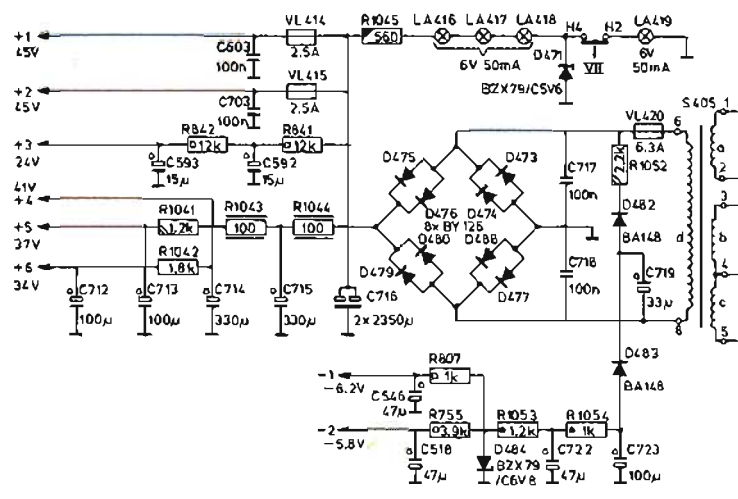 +1
45V
+2
45V
+3
24V
41V
+4
+5
37V
+6
34V
VL414
2.5A
C603
100n
VL415
2.5A
C703
100n
R842
12k
R841
12k
C593
15μ
C592
15μ
R1041
1,2k
R1042
1,8k
R1043
100
R1044
100
C712
100μ
C713
100μ
C714
330μ
C715
330μ
C716
2x2350μ
R1045
560
LA416
LA417
LA418
6V 50mA
D471
BZX79/C5V6
H4
H2
VII
LA419
6V
50mA
D475
D473
D476
D474
8x BY 126
D480
D488
D479
D477
C717
100n
C718
100n
VL420
6.3A
R1052
2,2k
D482
BA148
C719
33μ
D483
BA148
S405
6
8
d
a
b
c
1
2
3
4
5
-1
-6.2V
R807
1k
C546
47μ
-2
-5.8V
R755
3,9k
R1053
1,2k
R1054
1k
C518
47μ
D484
BZX79
/C6V8
C722
47μ
C723
100μ